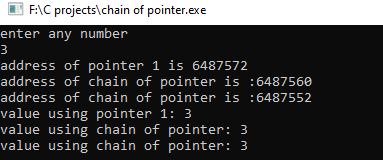 F:\C projects\chain of pointer.exe
enter any number
3
address of pointer 1 is 6487572
address of chain of pointer is :6487560
address of chain of pointer is :6487552
value using pointer 1: 3
value using chain of pointer: 3
value using chain of pointer: 3